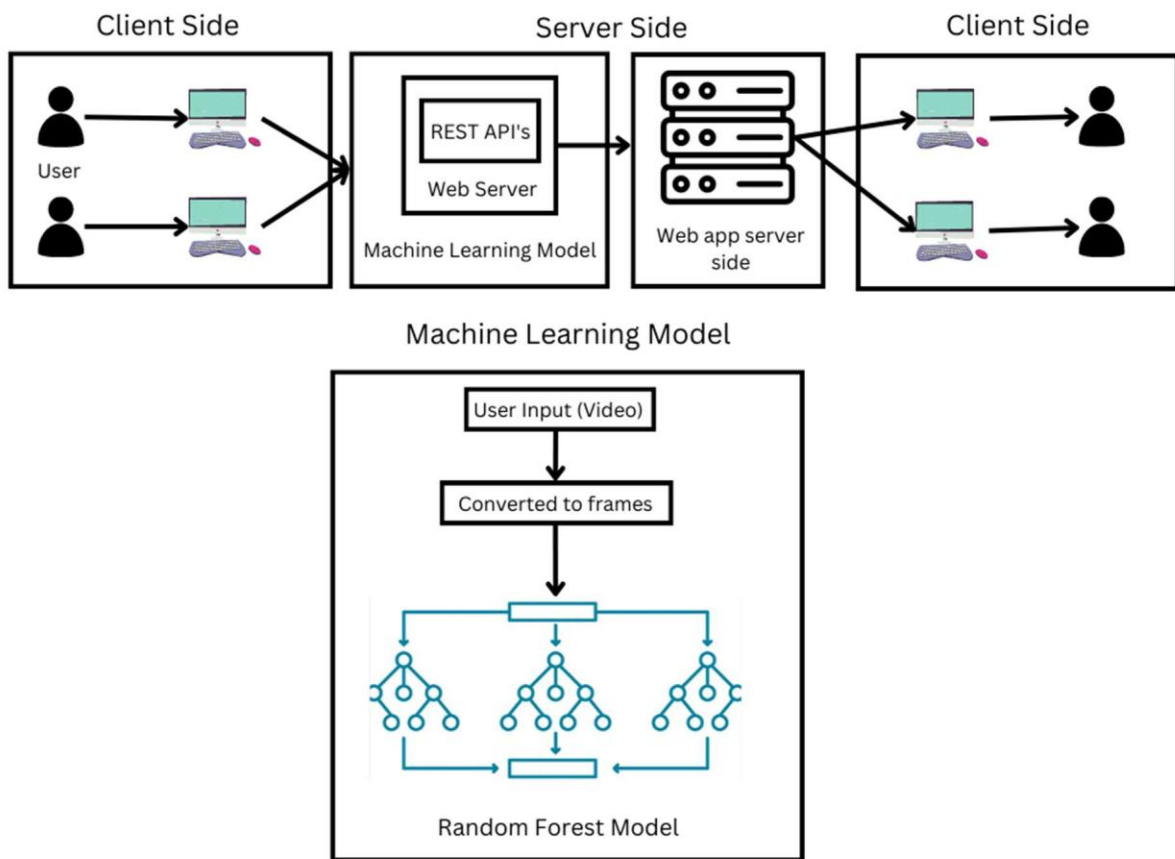 Client Side
Server Side
Client Side
User
REST API's
Web Server
Machine Learning Model
Web app server
side
Machine Learning Model
User Input (Video)
Converted to frames
Random Forest Model